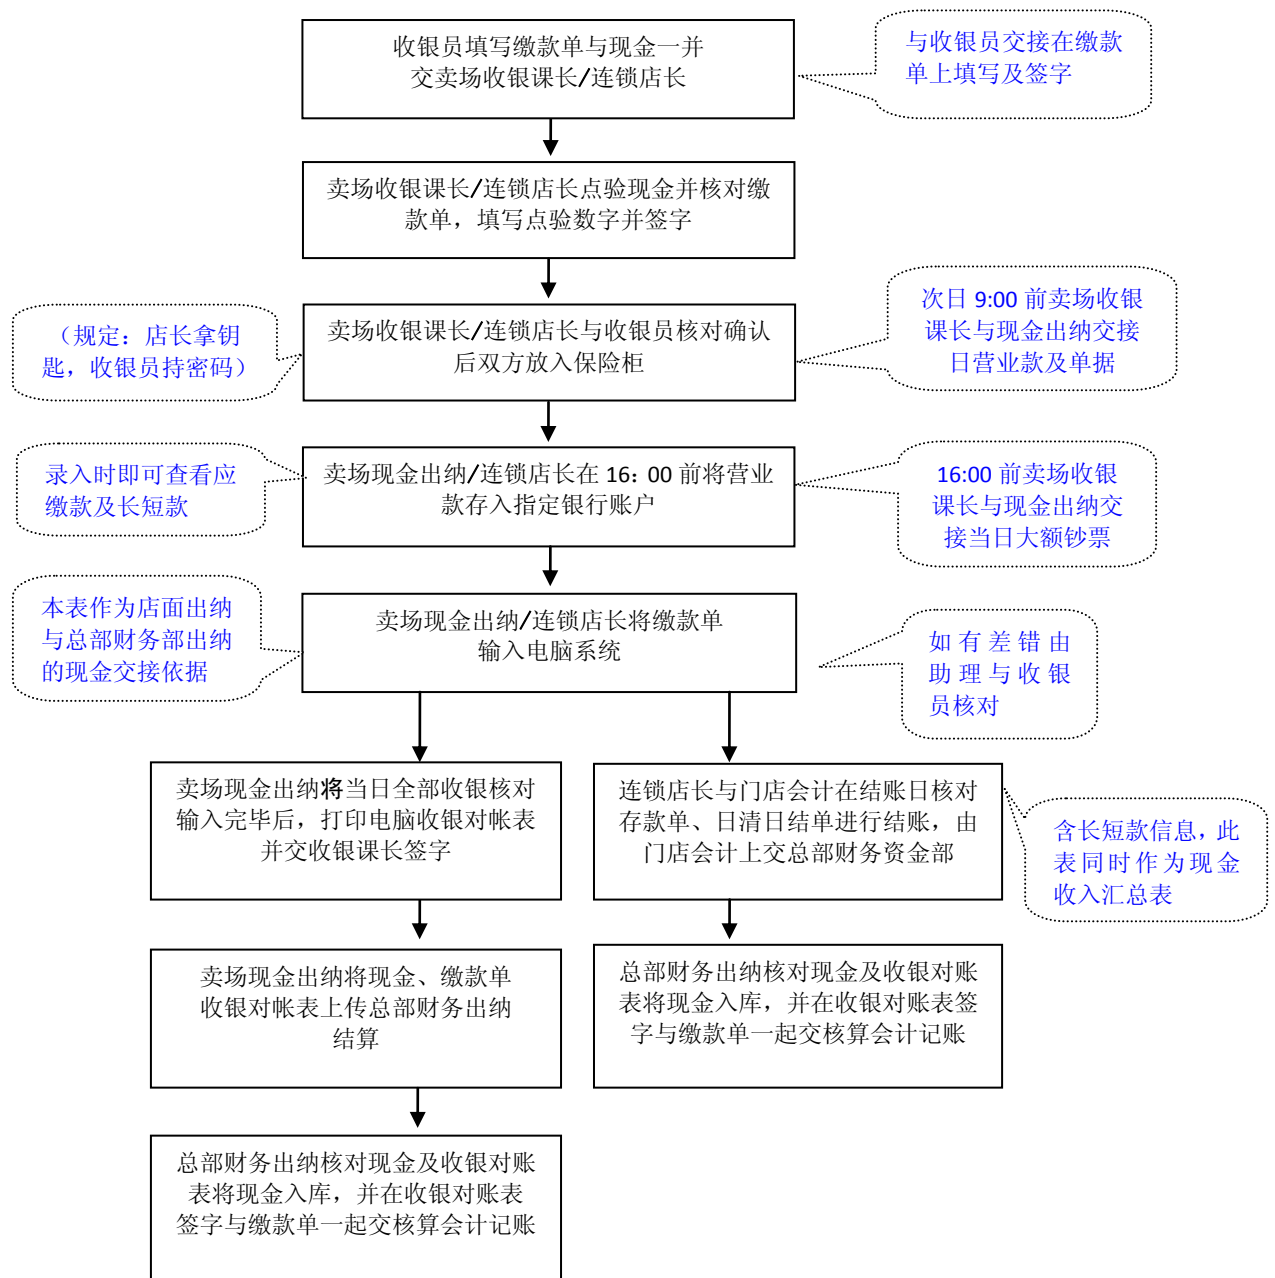 收银员填写缴款单与现金一并
交卖场收银课长/连锁店长
与收银员交接在缴款
单上填写及签字
卖场收银课长/连锁店长点验现金并核对缴
款单，填写点验数字并签字
（规定：店长拿钥
匙，收银员持密码）
卖场收银课长/连锁店长与收银员核对确认
后双方放入保险柜
次日 9:00 前卖场收银
课长与现金出纳交接
日营业款及单据
录入时即可查看应
缴款及长短款
卖场现金出纳/连锁店长在 16：00 前将营业
款存入指定银行账户
16:00 前卖场收银
课长与现金出纳交
接当日大额钞票
本表作为店面出纳
与总部财务部出纳
的现金交接依据
卖场现金出纳/连锁店长将缴款单
输入电脑系统
如有差错由
助理与收银
员核对
卖场现金出纳将当日全部收银核对
输入完毕后，打印电脑收银对帐表
并交收银课长签字
连锁店长与门店会计在结账日核对
存款单、日清日结单进行结账，由
门店会计上交总部财务资金部
含长短款信息，此
表同时作为现金
收入汇总表
卖场现金出纳将现金、缴款单
收银对帐表上传总部财务出纳
结算
总部财务出纳核对现金及收银对账
表将现金入库，并在收银对账表签
字与缴款单一起交核算会计记账
总部财务出纳核对现金及收银对账
表将现金入库，并在收银对账表
签字与缴款单一起交核算会计记账